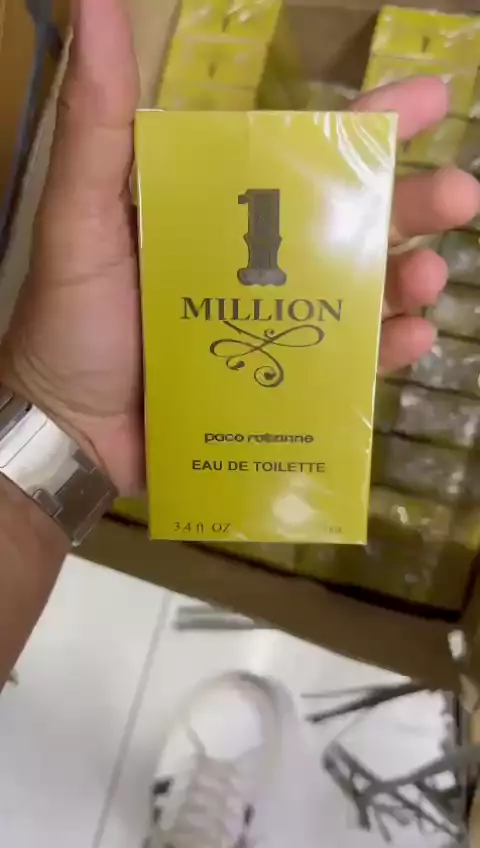 1
MILLION
paco rabanne
EAU DE TOILETTE
3.4 fl OZ